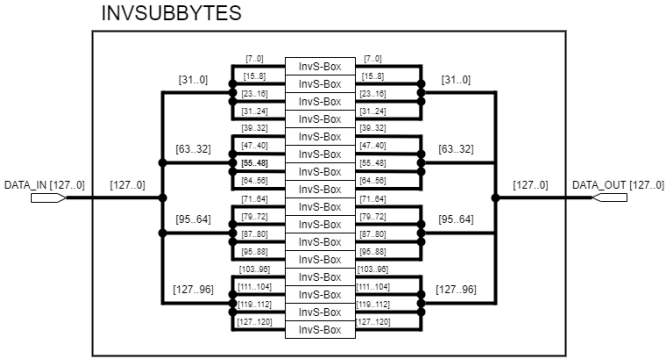 INVSUBBYTES
[7..0] InvS-Box [7..0]
[31..0] [15..8] InvS-Box [15..8] [31..0]
[23..16] InvS-Box [23..16]
[31..24] InvS-Box [31..24]
[39..32] InvS-Box [39..32]
[63..32] [47..40] InvS-Box [47..40] [63..32]
[55..48] InvS-Box [55..48]
[64..56] InvS-Box [64..56]
DATA_IN [127..0] [127..0] [127..0] DATA_OUT [127..0]
[71..64] InvS-Box [71..64]
[95..64] [79..72] InvS-Box [79..72] [95..64]
[87..80] InvS-Box [87..80]
[95..88] InvS-Box [95..88]
[103..96] InvS-Box [103..96]
[127..96] [111..104] InvS-Box [111..104] [127..96]
[119..112] InvS-Box [119..112]
[127..120] InvS-Box [127..120]